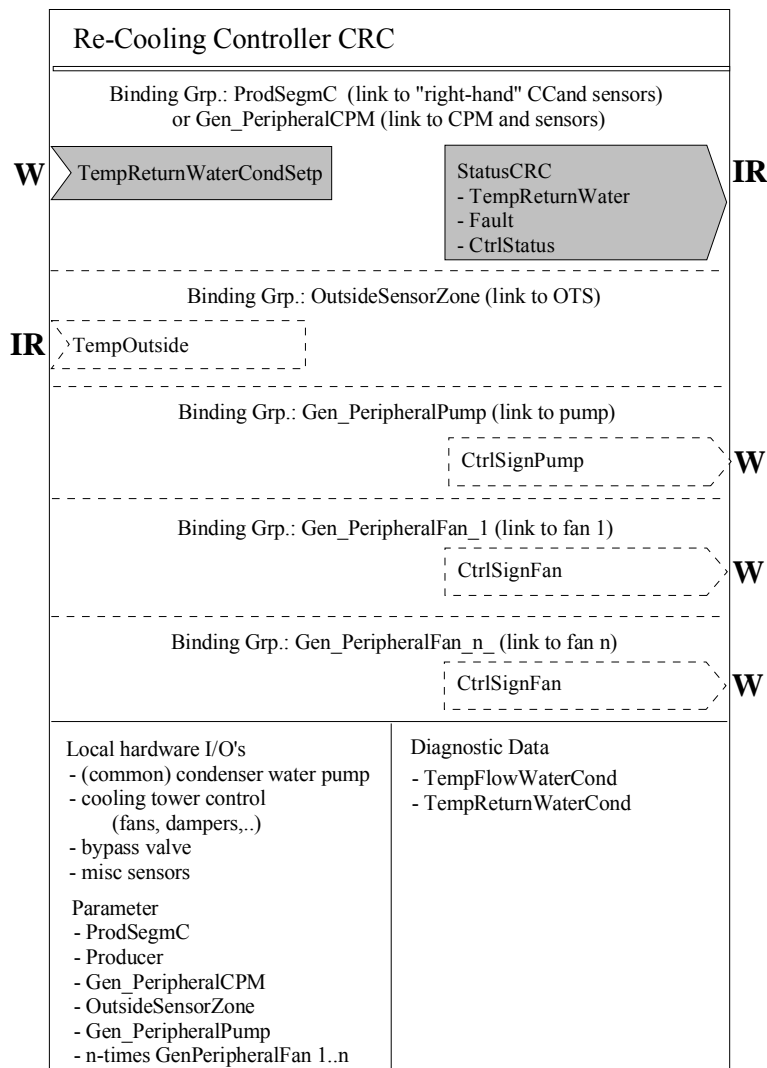 Re-Cooling Controller CRC
Binding Grp.: ProdSegmC (link to "right-hand" CCand sensors)
or Gen_PeripheralCPM (link to CPM and sensors)
W
TempReturnWaterCondSetp
StatusCRC
- TempReturnWater
- Fault
- CtrlStatus
IR
Binding Grp.: OutsideSensorZone (link to OTS)
IR
TempOutside
Binding Grp.: Gen_PeripheralPump (link to pump)
CtrlSignPump
W
Binding Grp.: Gen_PeripheralFan_1 (link to fan 1)
CtrlSignFan
W
Binding Grp.: Gen_PeripheralFan_n_ (link to fan n)
CtrlSignFan
W
Local hardware I/O's
- (common) condenser water pump
- cooling tower control
(fans, dampers,..)
- bypass valve
- misc sensors
Parameter
- ProdSegmC
- Producer
- Gen_PeripheralCPM
- OutsideSensorZone
- Gen_PeripheralPump
- n-times GenPeripheralFan 1..n
Diagnostic Data
- TempFlowWaterCond
- TempReturnWaterCond